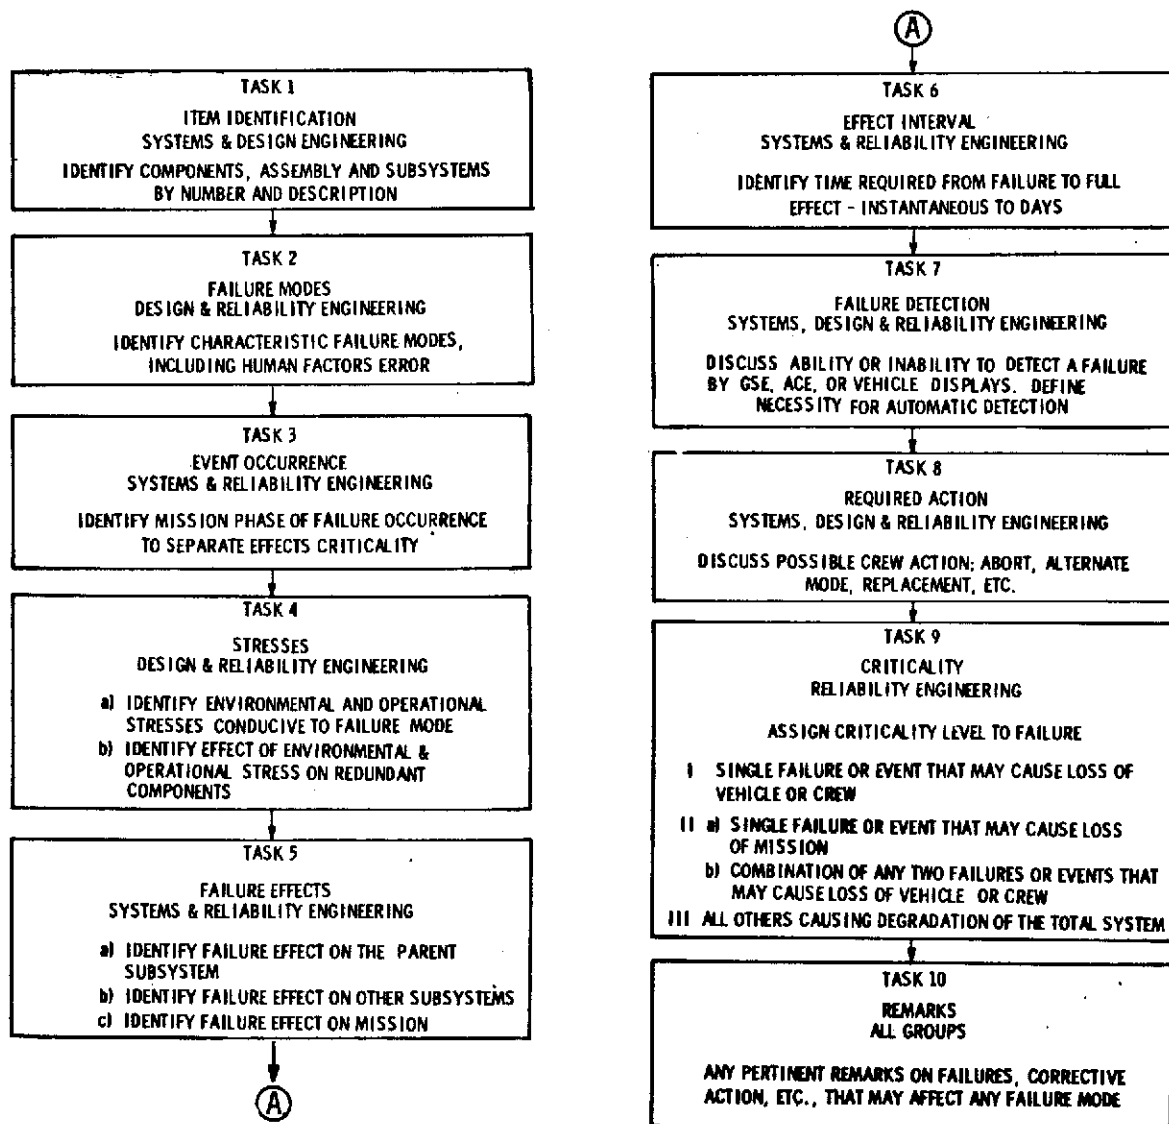 TASK 1
ITEM IDENTIFICATION
SYSTEMS & DESIGN ENGINEERING
IDENTIFY COMPONENTS, ASSEMBLY AND SUBSYSTEMS
BY NUMBER AND DESCRIPTION
TASK 2
FAILURE MODES
DESIGN & RELIABILITY ENGINEERING
IDENTIFY CHARACTERISTIC FAILURE MODES,
INCLUDING HUMAN FACTORS ERROR
TASK 3
EVENT OCCURRENCE
SYSTEMS & RELIABILITY ENGINEERING
IDENTIFY MISSION PHASE OF FAILURE OCCURRENCE
TO SEPARATE EFFECTS CRITICALITY
TASK 4
STRESSES
DESIGN & RELIABILITY ENGINEERING
a) IDENTIFY ENVIRONMENTAL AND OPERATIONAL
STRESSES CONDUCIVE TO FAILURE MODE
b) IDENTIFY EFFECT OF ENVIRONMENTAL &
OPERATIONAL STRESS ON REDUNDANT
COMPONENTS
TASK 5
FAILURE EFFECTS
SYSTEMS & RELIABILITY ENGINEERING
a) IDENTIFY FAILURE EFFECT ON THE PARENT
SUBSYSTEM
b) IDENTIFY FAILURE EFFECT ON OTHER SUBSYSTEMS
c) IDENTIFY FAILURE EFFECT ON MISSION
A
A
TASK 6
EFFECT INTERVAL
SYSTEMS & RELIABILITY ENGINEERING
IDENTIFY TIME REQUIRED FROM FAILURE TO FULL
EFFECT - INSTANTANEOUS TO DAYS
TASK 7
FAILURE DETECTION
SYSTEMS, DESIGN & RELIABILITY ENGINEERING
DISCUSS ABILITY OR INABILITY TO DETECT A FAILURE
BY GSE, ACE, OR VEHICLE DISPLAYS. DEFINE
NECESSITY FOR AUTOMATIC DETECTION
TASK 8
REQUIRED ACTION
SYSTEMS, DESIGN & RELIABILITY ENGINEERING
DISCUSS POSSIBLE CREW ACTION; ABORT, ALTERNATE
MODE, REPLACEMENT, ETC.
TASK 9
CRITICALITY
RELIABILITY ENGINEERING
ASSIGN CRITICALITY LEVEL TO FAILURE
I SINGLE FAILURE OR EVENT THAT MAY CAUSE LOSS OF
VEHICLE OR CREW
II a) SINGLE FAILURE OR EVENT THAT MAY CAUSE LOSS
OF MISSION
b) COMBINATION OF ANY TWO FAILURES OR EVENTS THAT
MAY CAUSE LOSS OF VEHICLE OR CREW
III ALL OTHERS CAUSING DEGRADATION OF THE TOTAL SYSTEM
TASK 10
REMARKS
ALL GROUPS
ANY PERTINENT REMARKS ON FAILURES, CORRECTIVE
ACTION, ETC., THAT MAY AFFECT ANY FAILURE MODE